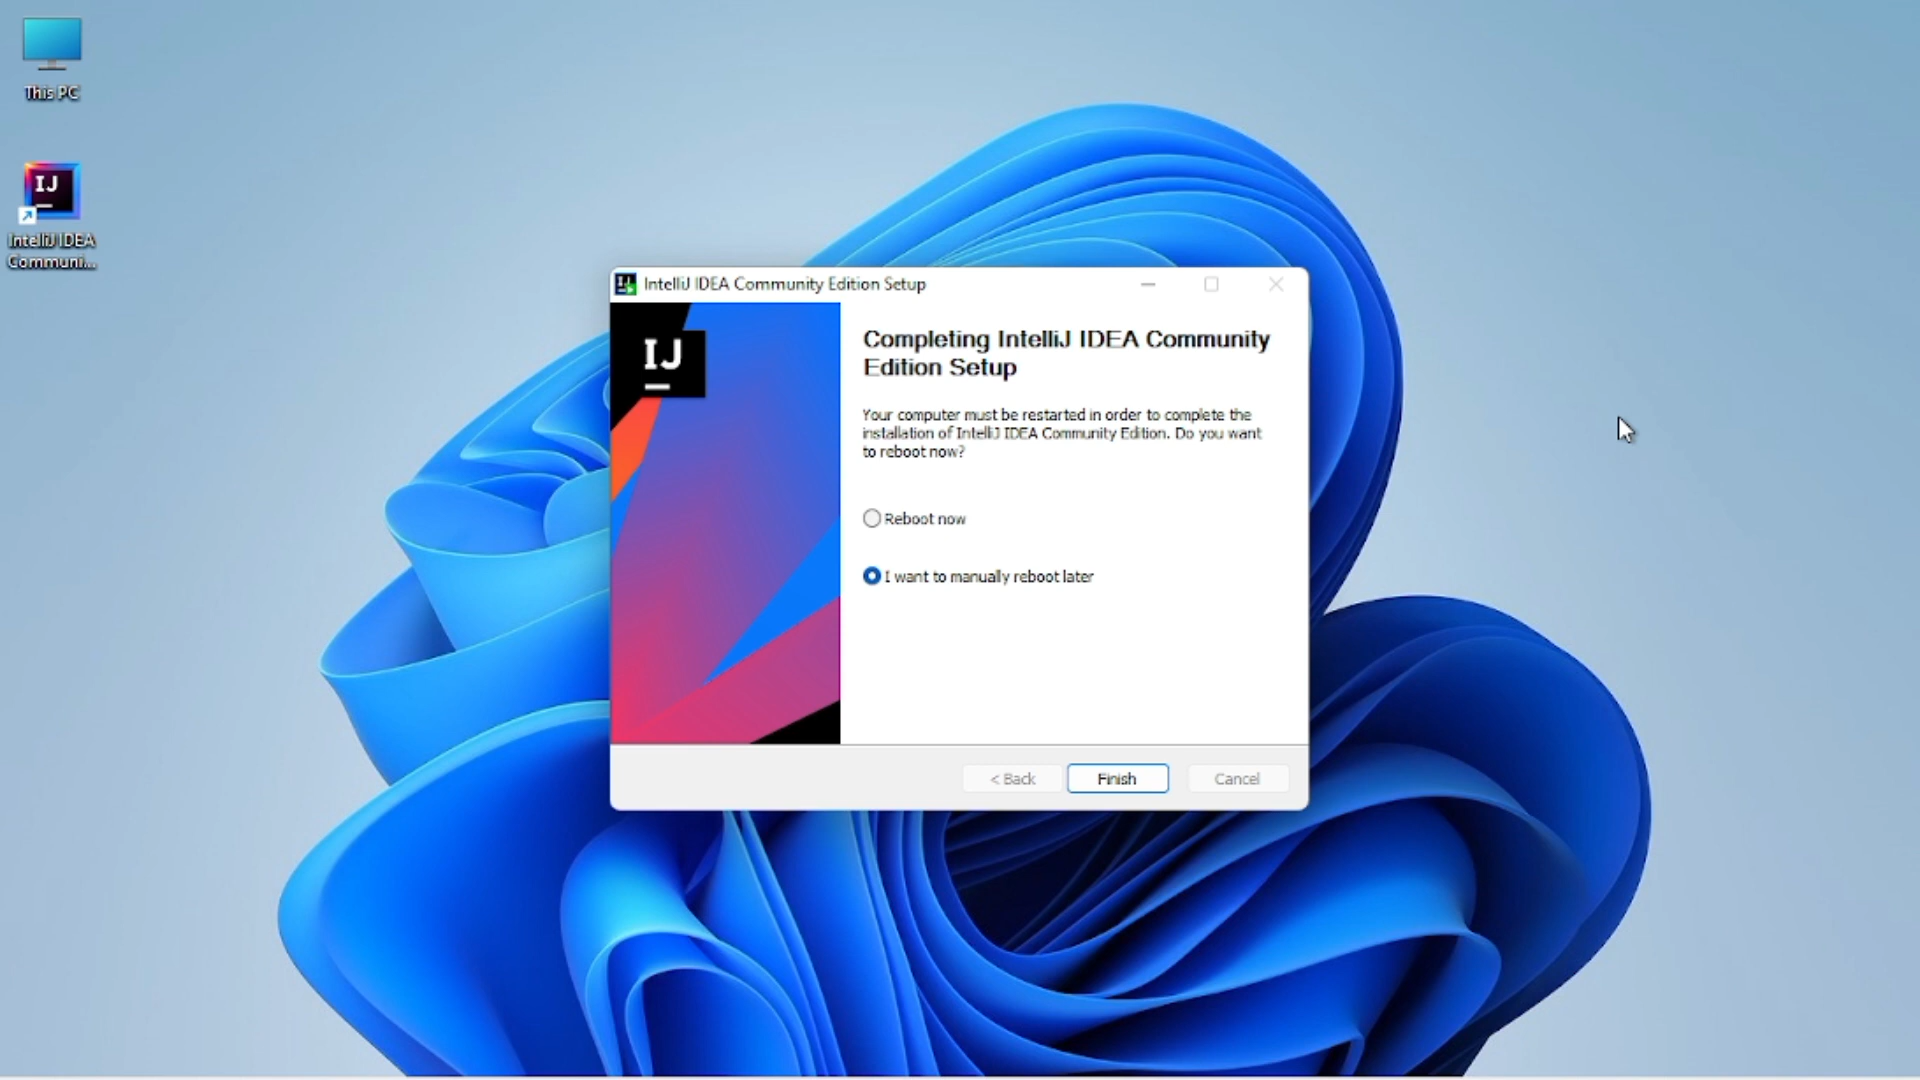 This PC
IJ
IntelliJ IDEA
Communi...
IJ
IntelliJ IDEA Community Edition Setup
IJ
Completing IntelliJ IDEA Community
Edition Setup
Your computer must be restarted in order to complete the
installation of IntelliJ IDEA Community Edition. Do you want
to reboot now?
Reboot now
I want to manually reboot later
< Back
Finish
Cancel